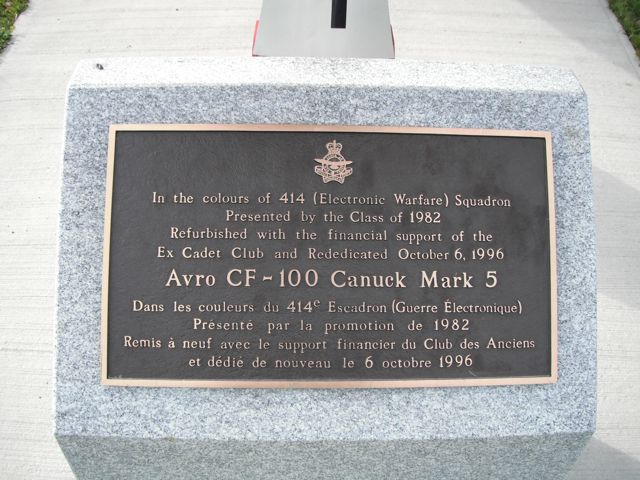 In the colours of 414 (Electronic Warfare) Squadron
Presented by the Class of 1982
Refurbished with the financial support of the
Ex Cadet Club and Rededicated October 6, 1996
Avro CF-100 Canuck Mark 5
Dans les couleurs du 414e Escadron (Guerre Électronique)
Présenté par la promotion de 1982
Remis à neuf avec le support financier du Club des Anciens
et dédié de nouveau le 6 octobre 1996